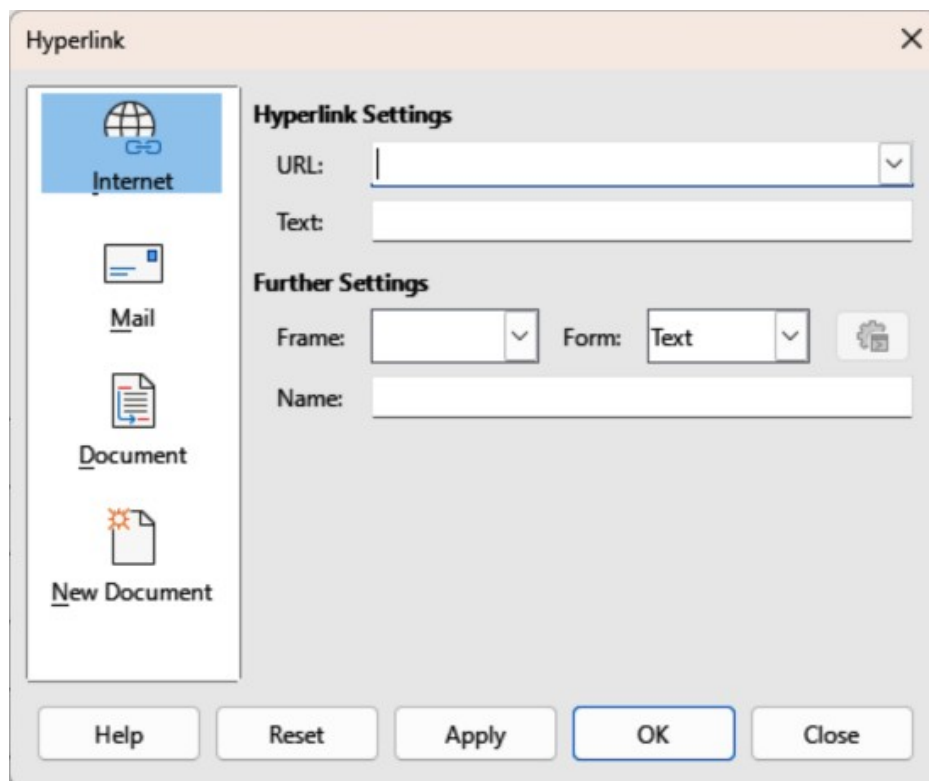 Hyperlink
Internet
Mail
Document
New Document
Hyperlink Settings
URL:
Text:
Further Settings
Frame:
Form: Text
Name:
Help Reset Apply OK Close